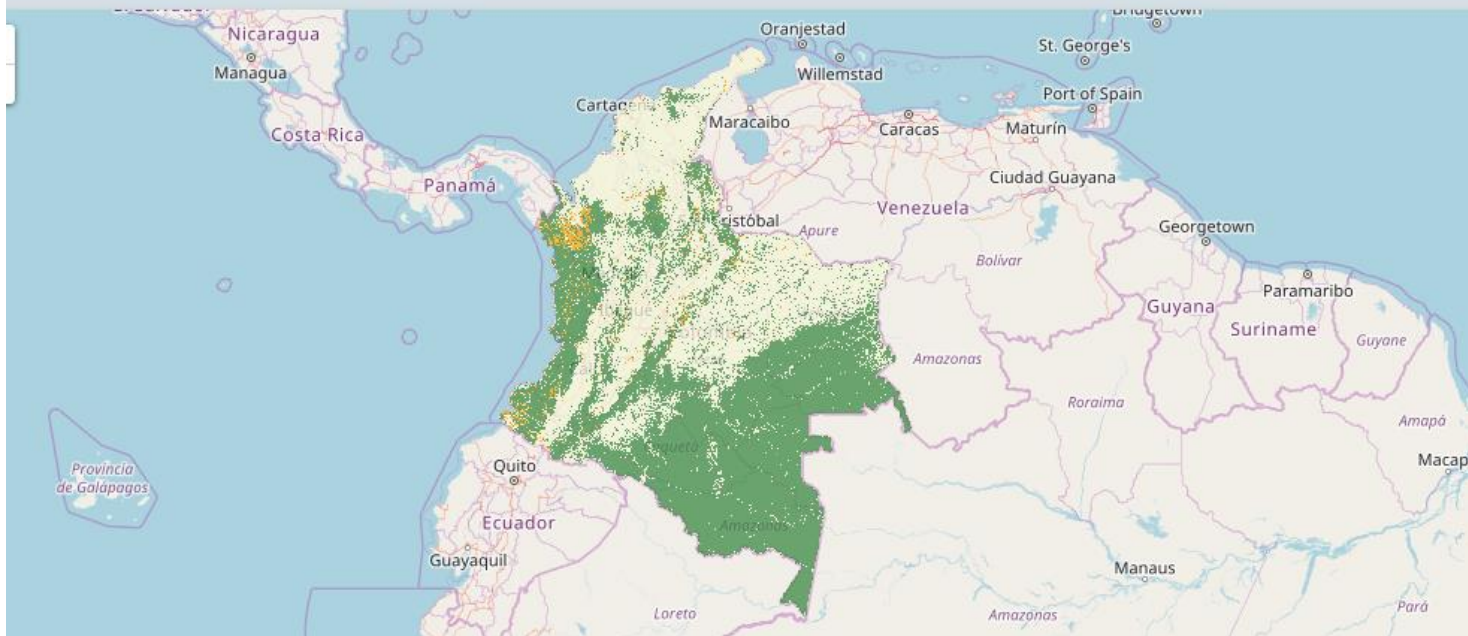 Nicaragua
Managua
Costa Rica
Panamá
Oranjestad
Willemstad
Bridgetown
St. George's
Port of Spain
Maracaibo
Caracas
Maturín
Ciudad Guayana
Venezuela
Apure
Bolívar
Georgetown
Paramaribo
Guyana
Suriname
Guyane
Amazonas
Roraima
Amapá
Macap
Provincia
de Galápagos
Quito
Ecuador
Guayaquil
Amazonas
Manaus
Loreto
Amazonas
Pará